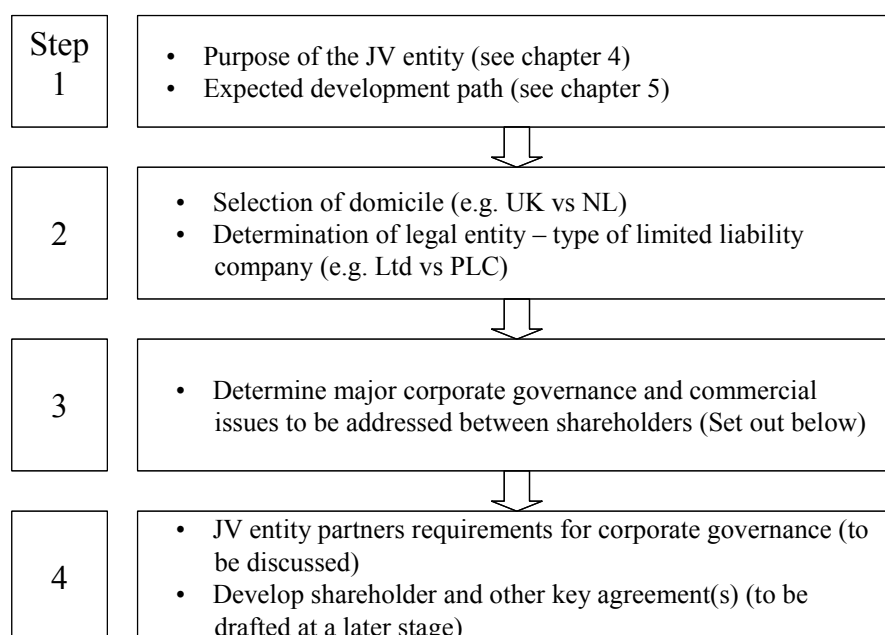 Step
1
• Purpose of the JV entity (see chapter 4)
• Expected development path (see chapter 5)
2
• Selection of domicile (e.g. UK vs NL)
• Determination of legal entity – type of limited liability
company (e.g. Ltd vs PLC)
3
• Determine major corporate governance and commercial
issues to be addressed between shareholders (Set out below)
4
• JV entity partners requirements for corporate governance (to
be discussed)
• Develop shareholder and other key agreement(s) (to be
drafted at a later stage)